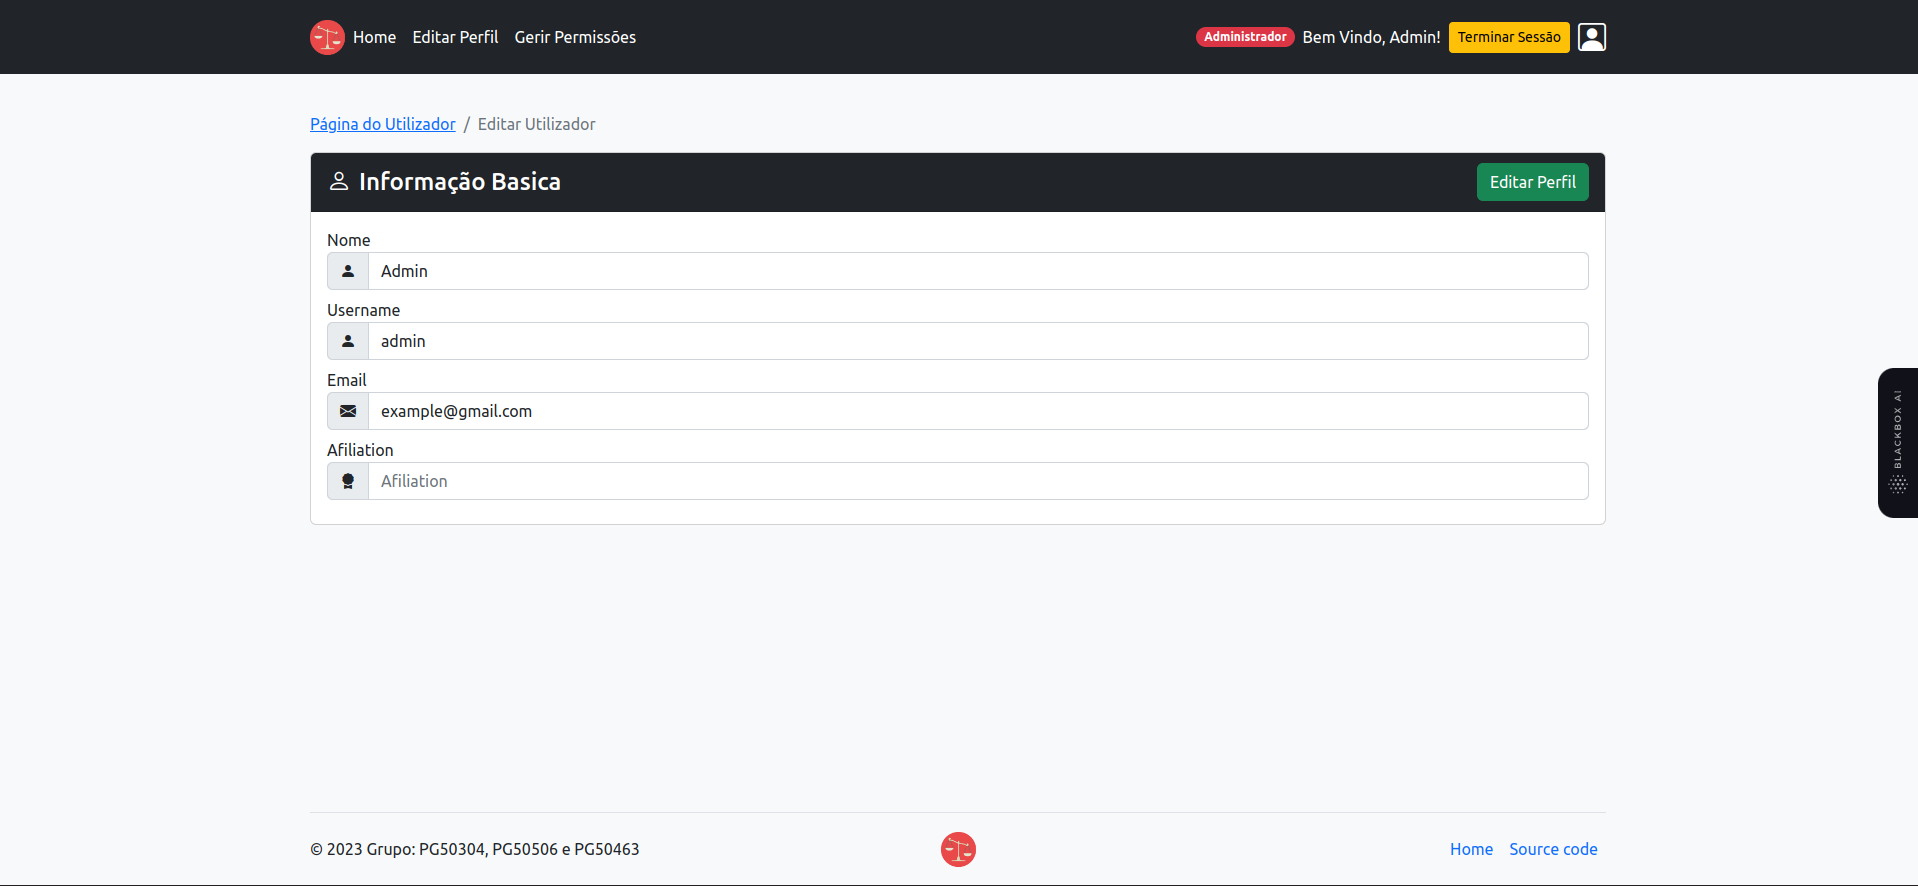 Home Editar Perfil Gerir Permissões Administrador Bem Vindo, Admin! Terminar Sessão
Página do Utilizador / Editar Utilizador
Informação Basica Editar Perfil
Nome
Admin
Username
admin
Email
example@gmail.com
Afiliation
Afiliation
BLACKBOX AI
© 2023 Grupo: PG50304, PG50506 e PG50463 Home Source code